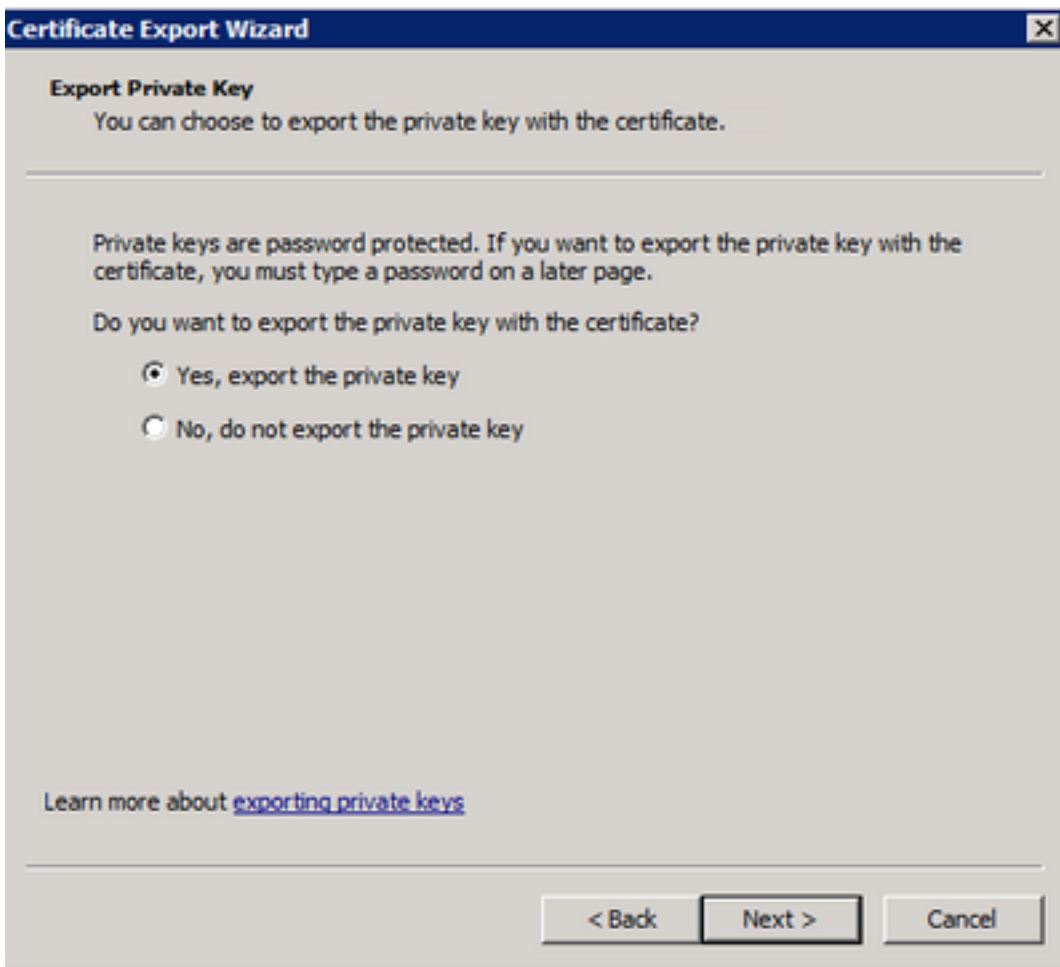 Certificate Export Wizard
Export Private Key
You can choose to export the private key with the certificate.
Private keys are password protected. If you want to export the private key with the
certificate, you must type a password on a later page.
Do you want to export the private key with the certificate?
Yes, export the private key
No, do not export the private key
Learn more about exporting private keys
< Back Next > Cancel